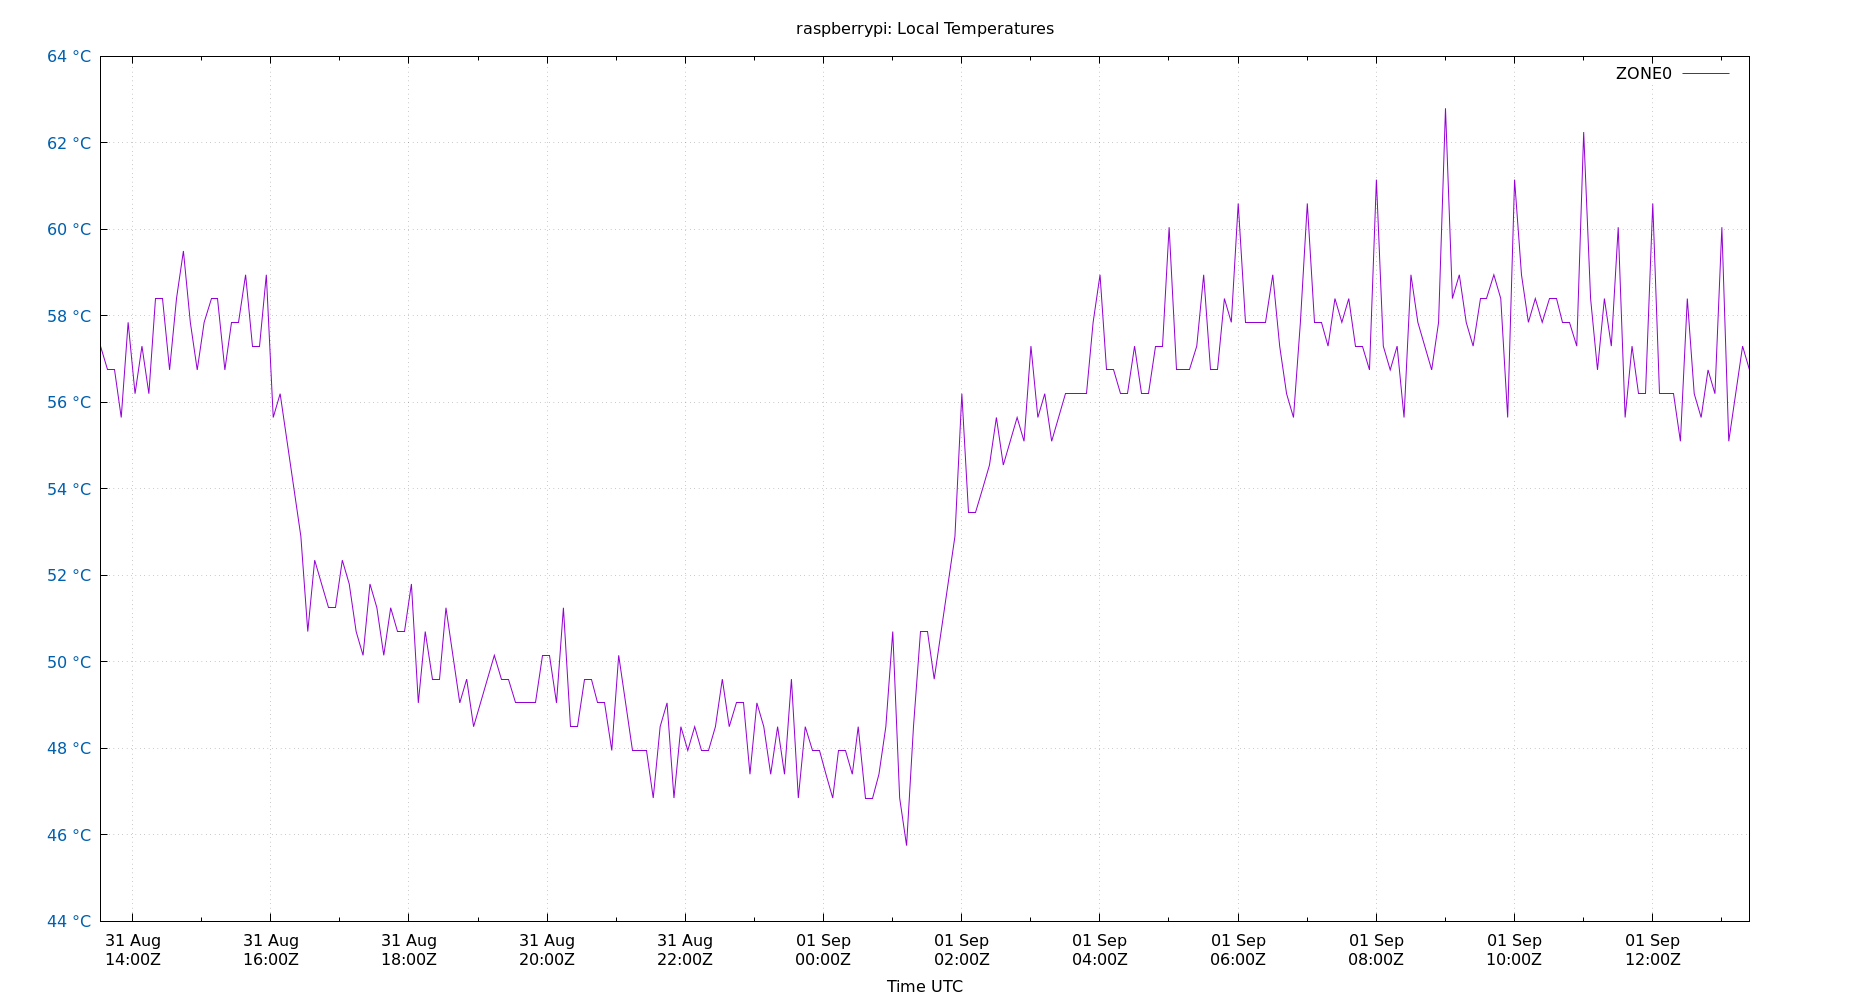 raspberrypi: Local Temperatures
ZONE0
64 °C
62 °C
60 °C
58 °C
56 °C
54 °C
52 °C
50 °C
48 °C
46 °C
44 °C
31 Aug 31 Aug 31 Aug 31 Aug 31 Aug 01 Sep 01 Sep 01 Sep 01 Sep 01 Sep 01 Sep 01 Sep
14:00Z 16:00Z 18:00Z 20:00Z 22:00Z 00:00Z 02:00Z 04:00Z 06:00Z 08:00Z 10:00Z 12:00Z
Time UTC